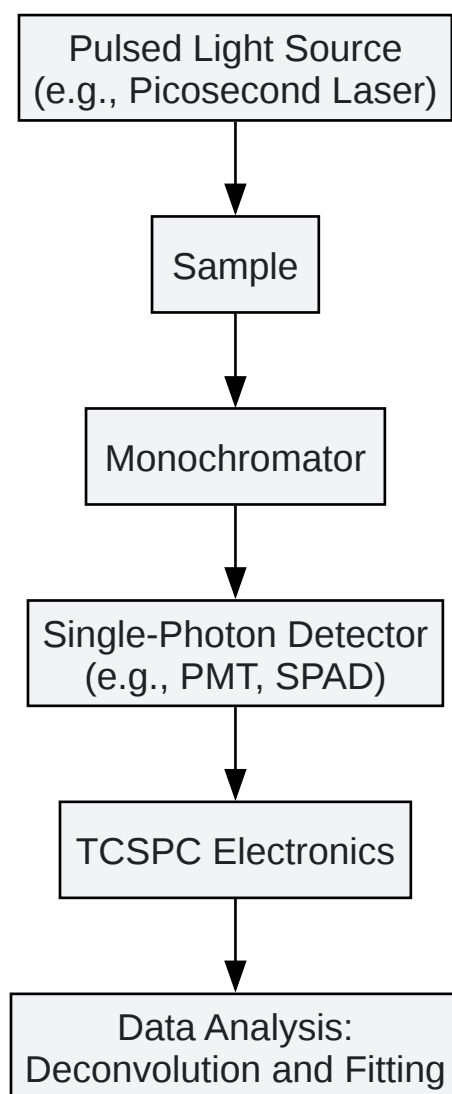 Pulsed Light Source
(e.g., Picosecond Laser)
Sample
Monochromator
Single-Photon Detector
(e.g., PMT, SPAD)
TCSPC Electronics
Data Analysis:
Deconvolution and Fitting